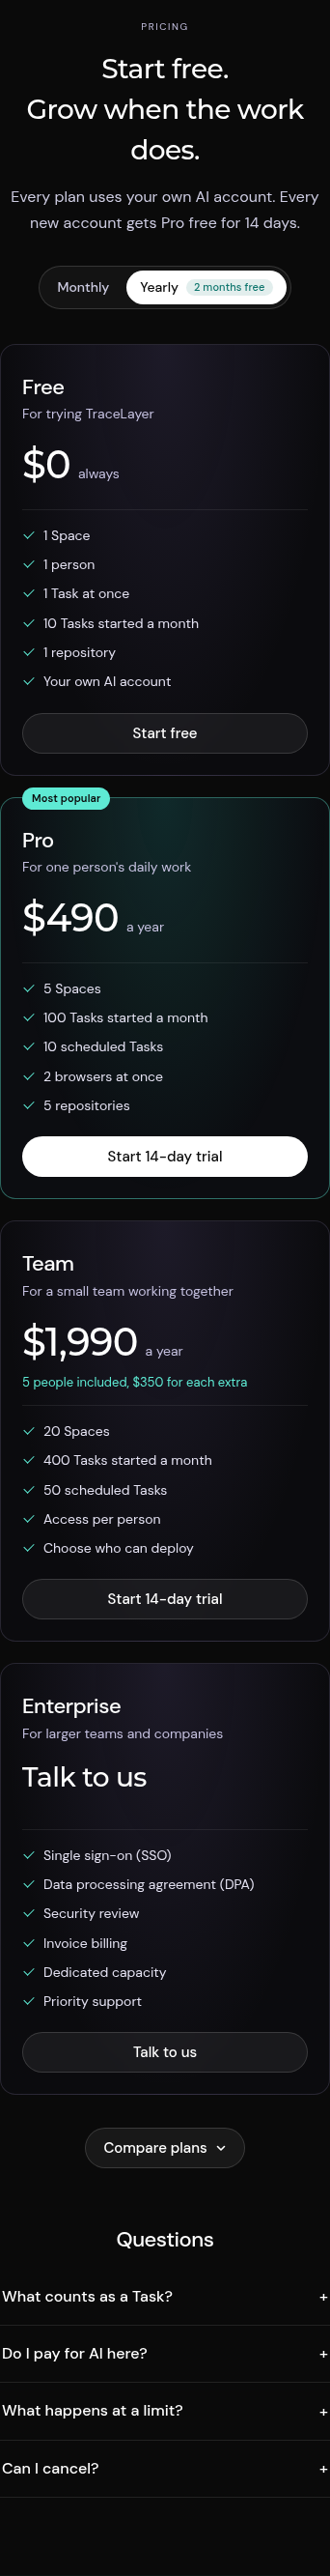 PRICING
Start free.
Grow when the work
does.
Every plan uses your own AI account. Every
new account gets Pro free for 14 days.
Monthly
Yearly 2 months free
Free
For trying TraceLayer
$0 always
1 Space
1 person
1 Task at once
10 Tasks started a month
1 repository
Your own AI account
Start free
Most popular
Pro
For one person's daily work
$490 a year
5 Spaces
100 Tasks started a month
10 scheduled Tasks
2 browsers at once
5 repositories
Start 14-day trial
Team
For a small team working together
$1,990 a year
5 people included, $350 for each extra
20 Spaces
400 Tasks started a month
50 scheduled Tasks
Access per person
Choose who can deploy
Start 14-day trial
Enterprise
For larger teams and companies
Talk to us
Single sign-on (SSO)
Data processing agreement (DPA)
Security review
Invoice billing
Dedicated capacity
Priority support
Talk to us
Compare plans
Questions
What counts as a Task? +
Do I pay for AI here? +
What happens at a limit? +
Can I cancel? +